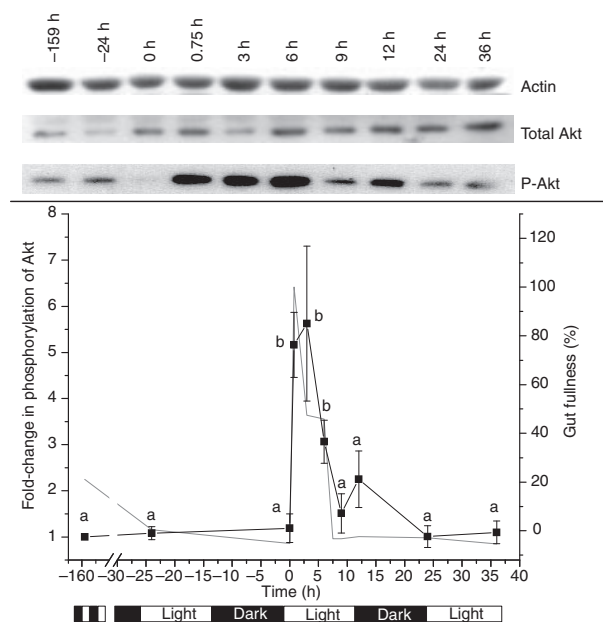 −159 h −24 h 0 h 0.75 h 3 h 6 h 9 h 12 h 24 h 36 h
Actin
Total Akt
P-Akt
Fold-change in phosphorylation of Akt
8
7
6
5
4
3
2
1
120
100
80
60
40
20
0
Gut fullness (%)
b
b
b
a
a
a
a
a
a
a
−160 −30 −25 −20 −15 −10 −5 0 5 10 15 20 25 30 35 40
Time (h)
Light Dark Light Dark Light